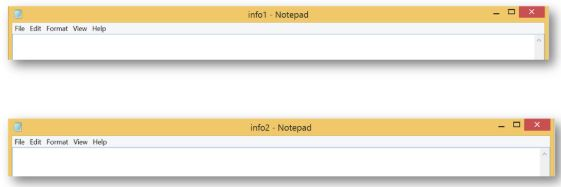 info1 - Notepad
File Edit Format View Help
info2 - Notepad
File Edit Format View Help